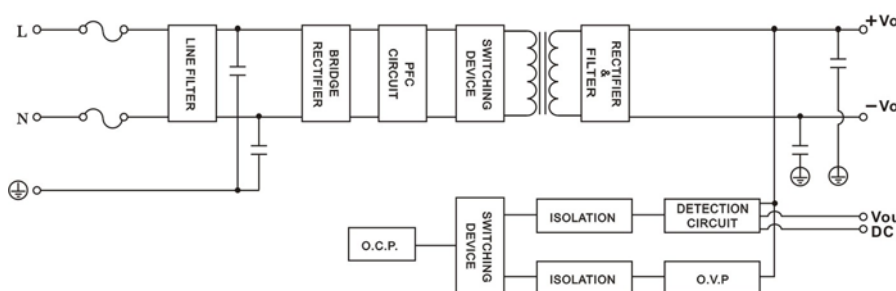 L
N
LINE FILTER
BRIDGE
RECTIFIER
PFC
CIRCUIT
SWITCHING
DEVICE
RECTIFIER
&
FILTER
+Vo
−Vo
SWITCHING
DEVICE
O.C.P.
ISOLATION
DETECTION
CIRCUIT
ISOLATION
O.V.P
Vou
DC